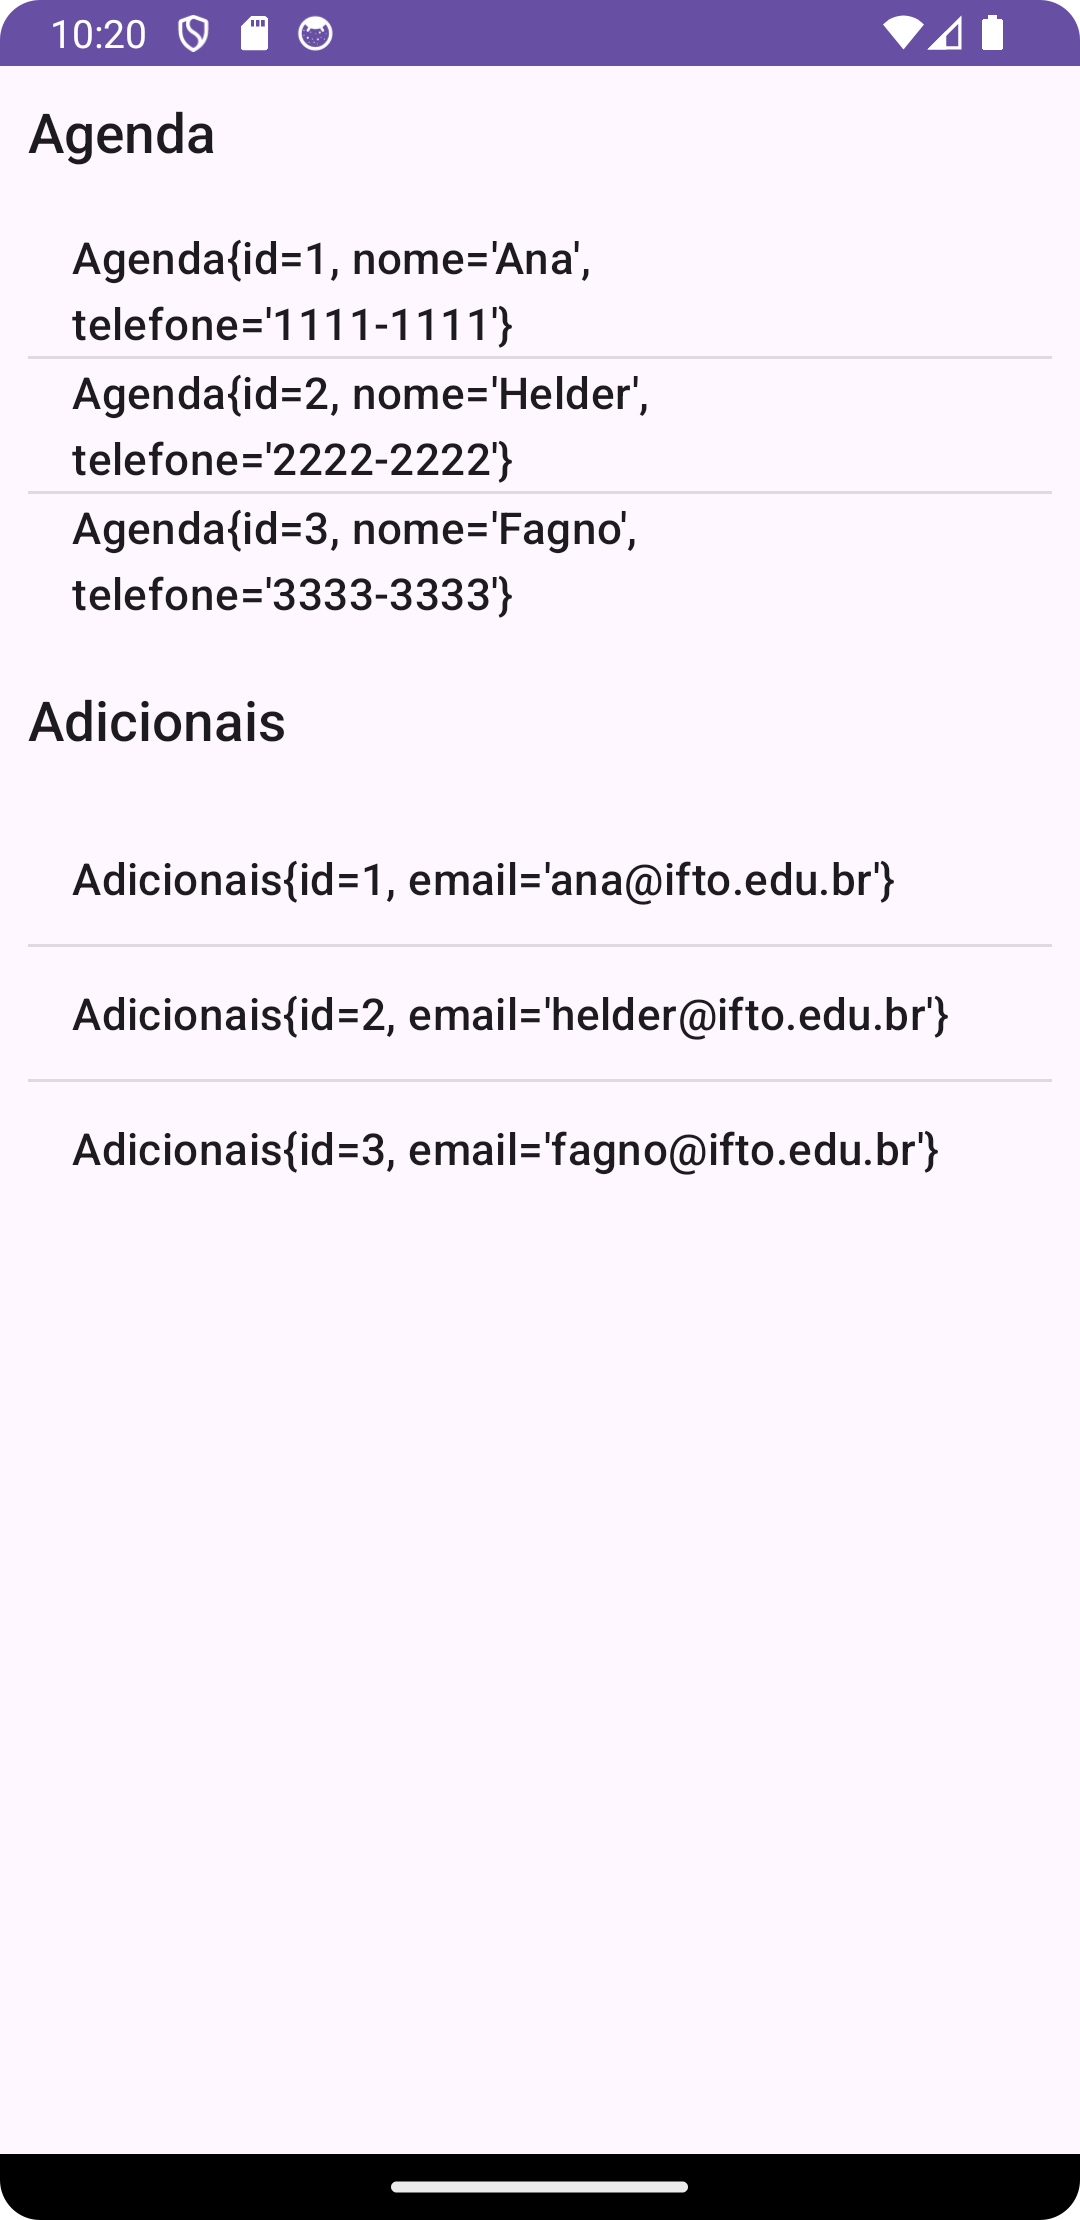 10:20
Agenda
Agenda{id=1, nome='Ana',
telefone='1111-1111'}
Agenda{id=2, nome='Helder',
telefone='2222-2222'}
Agenda{id=3, nome='Fagno',
telefone='3333-3333'}
Adicionais
Adicionais{id=1, email='ana@ifto.edu.br'}
Adicionais{id=2, email='helder@ifto.edu.br'}
Adicionais{id=3, email='fagno@ifto.edu.br'}